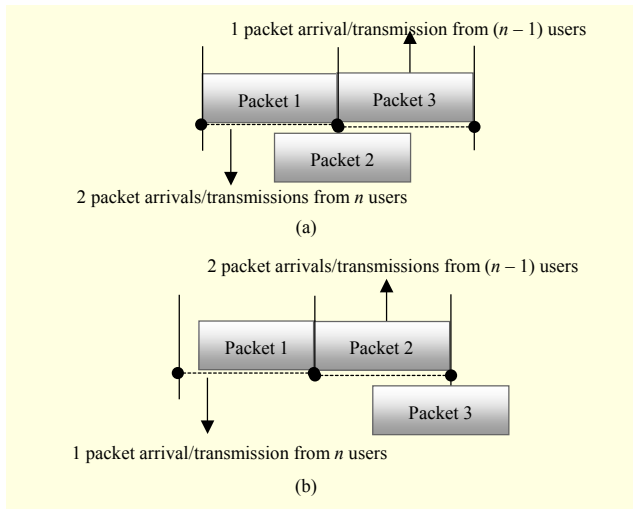 1 packet arrival/transmission from (n – 1) users
Packet 1
Packet 3
Packet 2
2 packet arrivals/transmissions from n users
(a)
2 packet arrivals/transmissions from (n – 1) users
Packet 1
Packet 2
Packet 3
1 packet arrival/transmission from n users
(b)